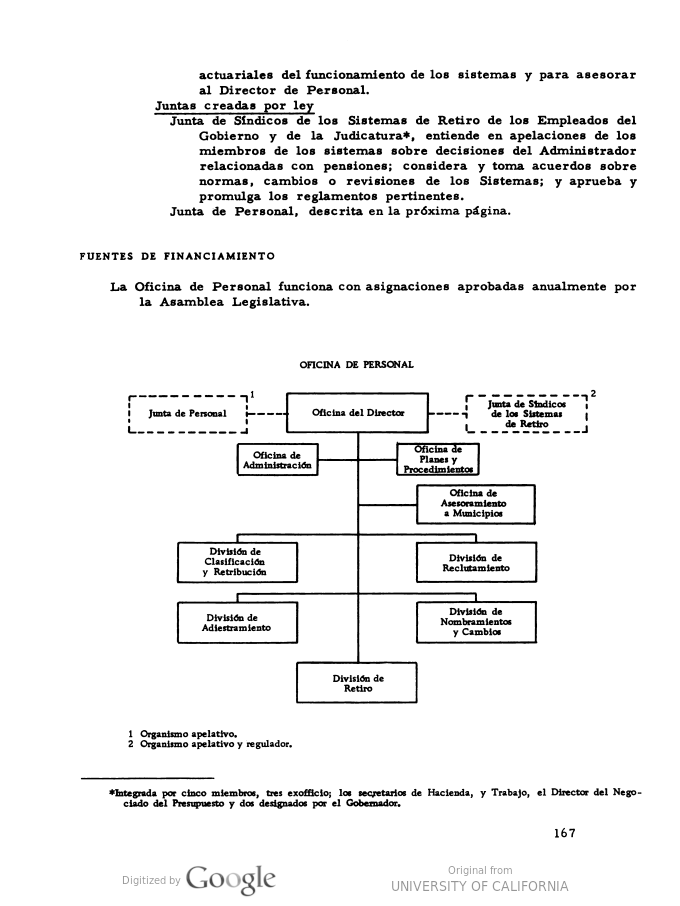 actuariales del funcionamiento de los sistemas y para asesorar
al Director de Personal.
Juntas creadas por ley
Junta de Síndicos de los Sistemas de Retiro de los Empleados del
Gobierno y de la Judicatura*, entiende en apelaciones de los
miembros de los sistemas sobre decisiones del Administrador
relacionadas con pensiones; considera y toma acuerdos sobre
normas, cambios o revisiones de los Sistemas; y aprueba y
promulga los reglamentos pertinentes.
Junta de Personal, descrita en la próxima página.
FUENTES DE FINANCIAMIENTO
La Oficina de Personal funciona con asignaciones aprobadas anualmente por
la Asamblea Legislativa.
OFICINA DE PERSONAL
Junta de Personal
1
Oficina del Director
Junta de Síndicos
de los Sistemas
de Retiro
2
Oficina de
Administración
Oficina de
Planes y
Procedimientos
Oficina de
Asesoramiento
a Municipios
División de
Clasificación
y Retribución
División de
Reclutamiento
División de
Adiestramiento
División de
Nombramientos
y Cambios
División de
Retiro
1 Organismo apelativo.
2 Organismo apelativo y regulador.
*Integrada por cinco miembros, tres exofficio; los secretarios de Hacienda, y Trabajo, el Director del Nego-
ciado del Presupuesto y dos designados por el Gobernador.
167
Digitized by Google
Original from
UNIVERSITY OF CALIFORNIA